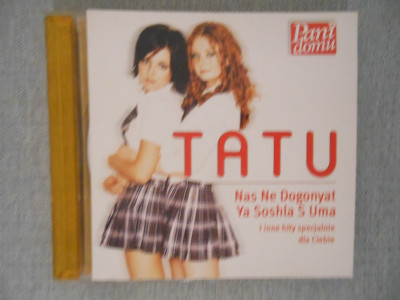 Pani
domu
TATU
Nas Ne Dogonyat
Ya Soshla S Uma
I inne hity specjalnie
dla Ciebie